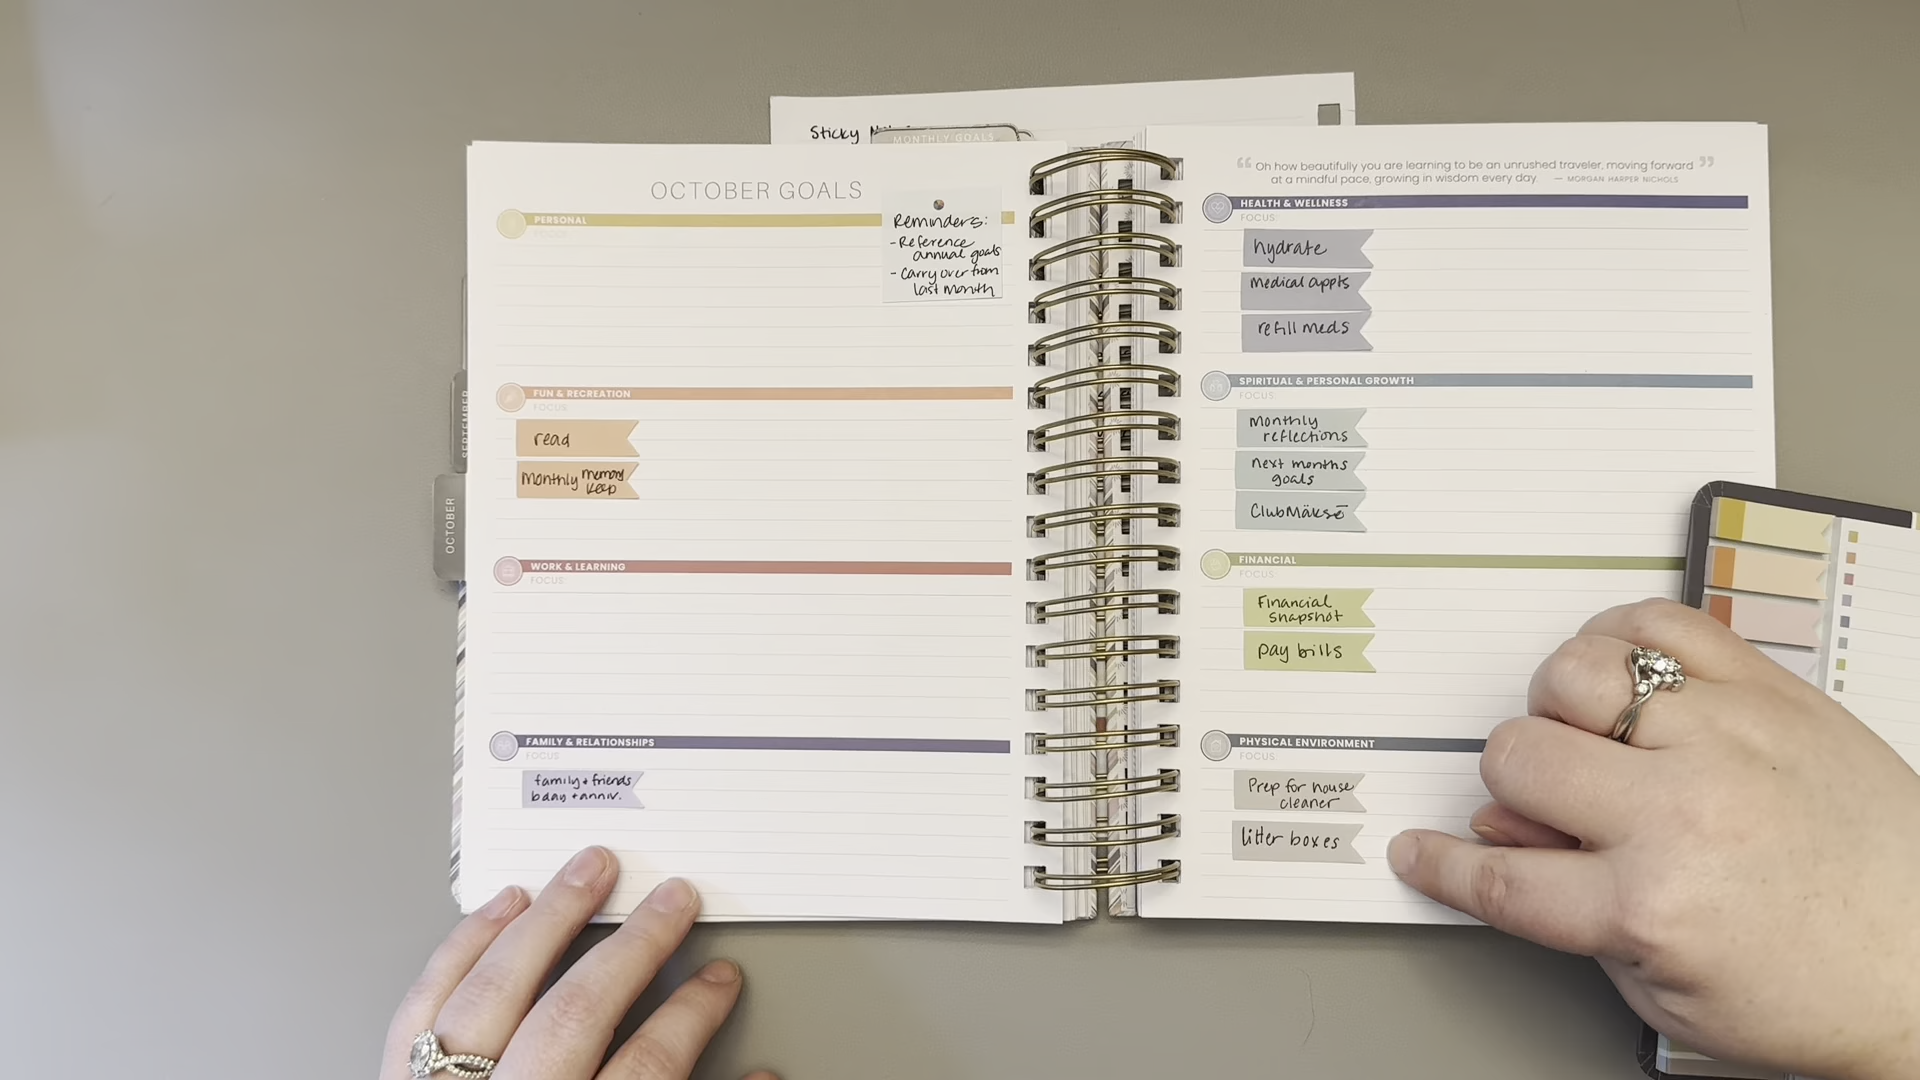 Sticky
MONTHLY GOALS
OCTOBER GOALS
PERSONAL
FOCUS:
Reminders:
- Reference
annual goals
- Carry over from
last month
FUN & RECREATION
FOCUS:
read
Monthly memory
keep
WORK & LEARNING
FOCUS:
FAMILY & RELATIONSHIPS
FOCUS:
family + friends
bday + anniv.
SEPTEMBER
OCTOBER
“ Oh how beautifully you are learning to be an unrushed traveler, moving forward ”
at a mindful pace, growing in wisdom every day. — MORGAN HARPER NICHOLS
HEALTH & WELLNESS
FOCUS:
hydrate
Medical appts
refill meds
SPIRITUAL & PERSONAL GROWTH
FOCUS:
Monthly
reflections
next months
goals
ClubMäksē
FINANCIAL
FOCUS:
Financial
Snapshot
pay bills
PHYSICAL ENVIRONMENT
FOCUS:
Prep for house
cleaner
litter boxes